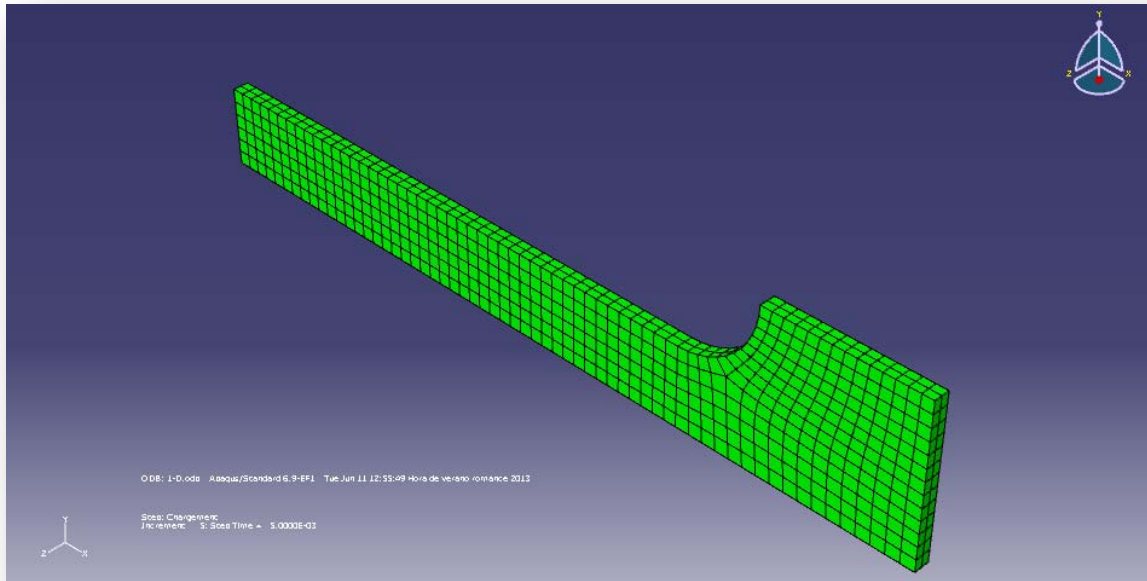 Y
Z
X
ODB: 1-D.odb Abaqus/Standard 6.9-EF1 Tue Jun 11 12:55:49 Hora de verano romance 2013
Step: Chargement
Increment 5: Step Time = 5.0000E-03
Y
Z
X